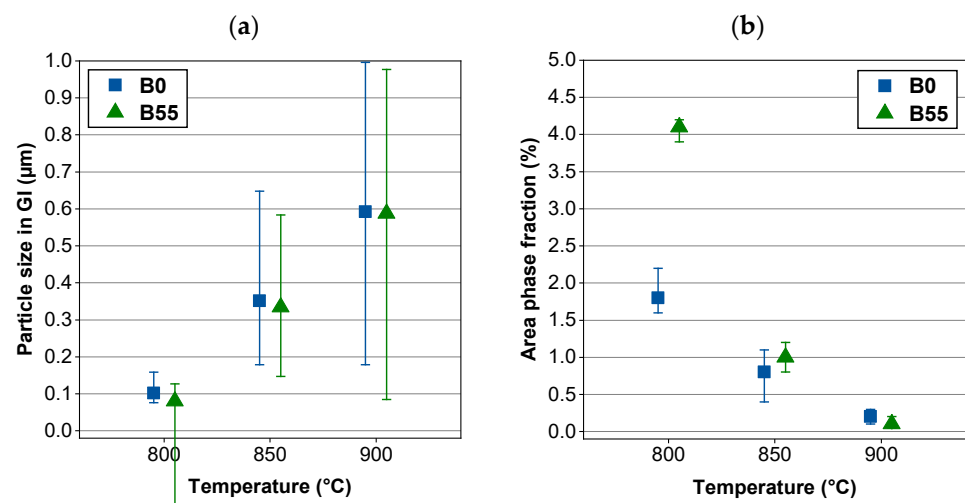 (a)
1.0
0.9
0.8
0.7
0.6
0.5
0.4
0.3
0.2
0.1
0.0
Particle size in GI (µm)
B0
B55
800
850
900
Temperature (°C)
(b)
5.0
4.5
4.0
3.5
3.0
2.5
2.0
1.5
1.0
0.5
0.0
Area phase fraction (%)
B0
B55
800
850
900
Temperature (°C)